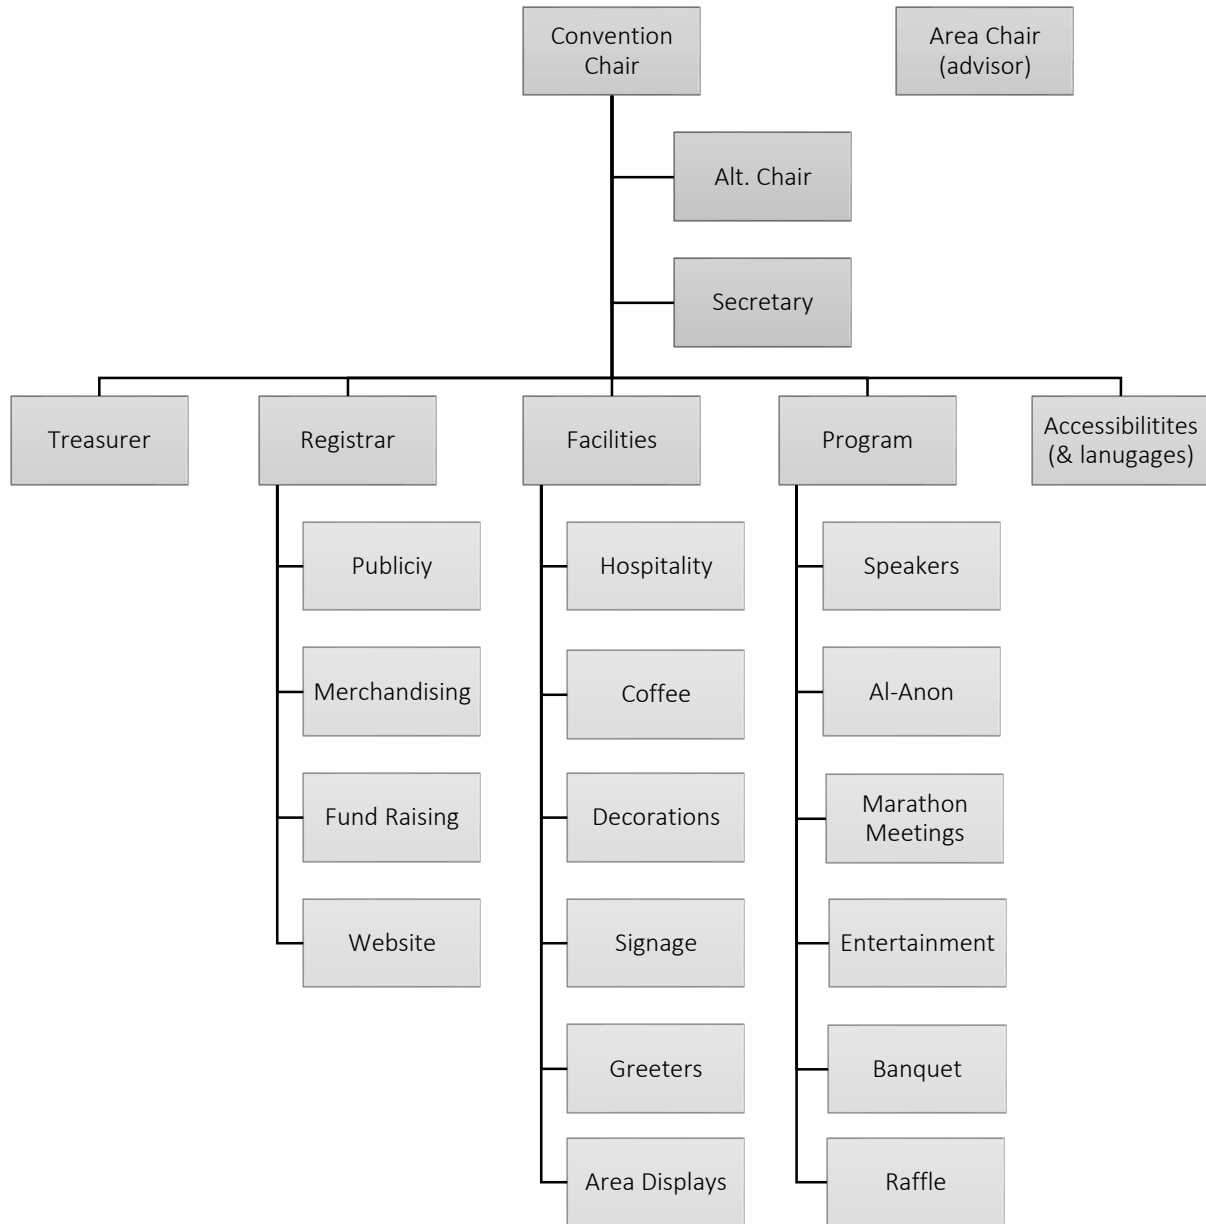 Convention
Chair
Area Chair
(advisor)
Alt. Chair
Secretary
Treasurer
Registrar
Facilities
Program
Accessibilitites
(& lanugages)
Publiciy
Hospitality
Speakers
Merchandising
Coffee
Al-Anon
Fund Raising
Decorations
Marathon
Meetings
Website
Signage
Entertainment
Greeters
Banquet
Area Displays
Raffle